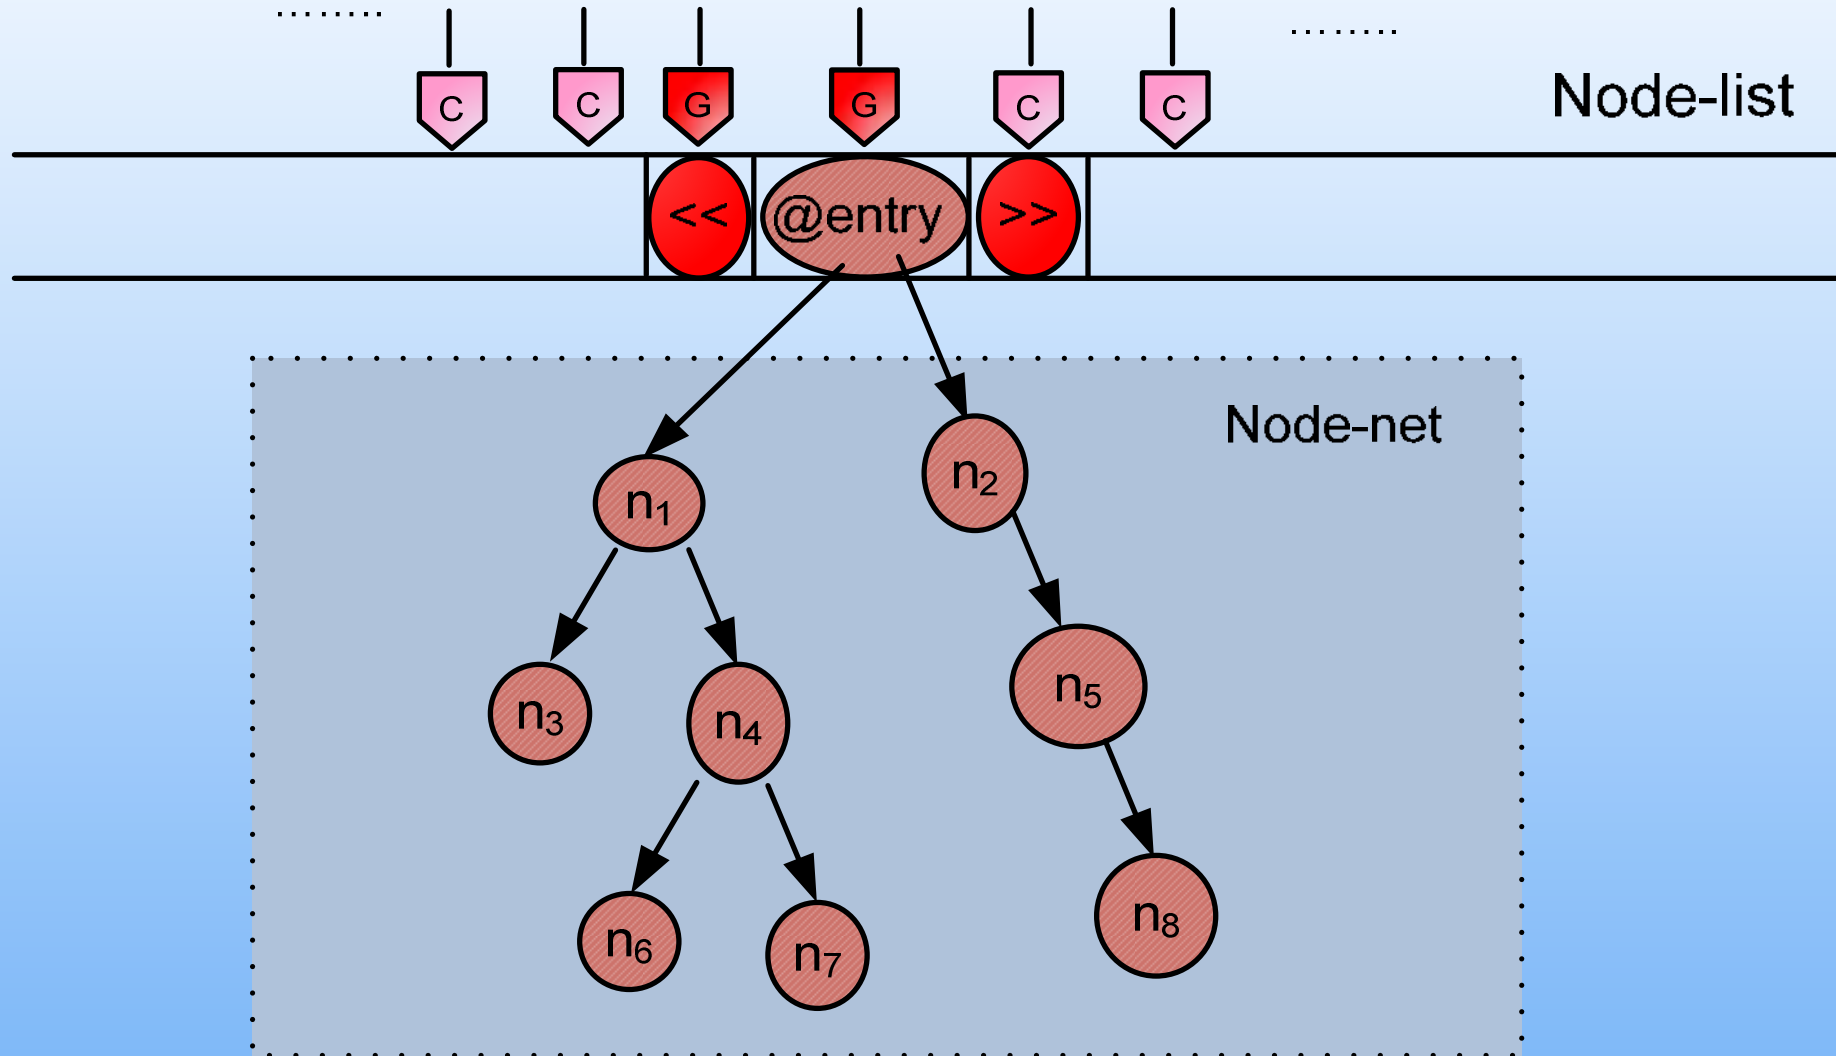 ........
........
C
C
G
G
C
C
Node-list
<<
@entry
>>
Node-net
n₁
n₂
n₃
n₄
n₅
n₆
n₇
n₈